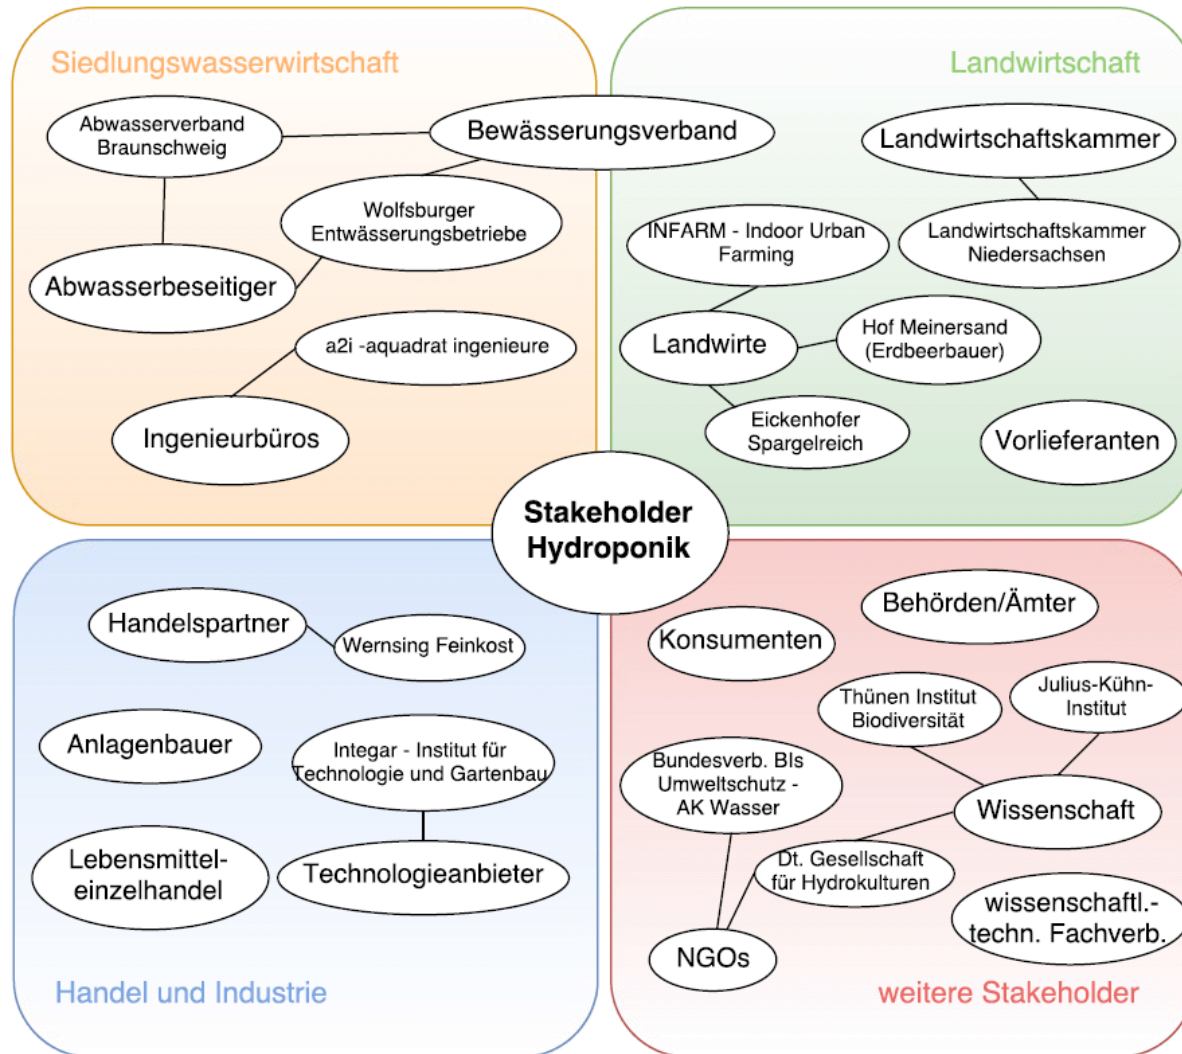 Siedlungswasserwirtschaft
Abwasserverband
Braunschweig
Bewässerungsverband
Wolfsburger
Entwässerungsbetriebe
Abwasserbeseitiger
a2i -aquadrat ingenieure
Ingenieurbüros
Landwirtschaft
Landwirtschaftskammer
INFARM - Indoor Urban
Farming
Landwirtschaftskammer
Niedersachsen
Landwirte
Hof Meinersand
(Erdbeerbauer)
Eickenhofer
Spargelreich
Vorlieferanten
Stakeholder
Hydroponik
Handelspartner
Wernsing Feinkost
Anlagenbauer
Integar - Institut für
Technologie und Gartenbau
Lebensmittel-
einzelhandel
Technologieanbieter
Handel und Industrie
Behörden/Ämter
Konsumenten
Thünen Institut
Biodiversität
Julius-Kühn-
Institut
Bundesverb. BIs
Umweltschutz -
AK Wasser
Wissenschaft
Dt. Gesellschaft
für Hydrokulturen
wissenschaftl.-
techn. Fachverb.
NGOs
weitere Stakeholder